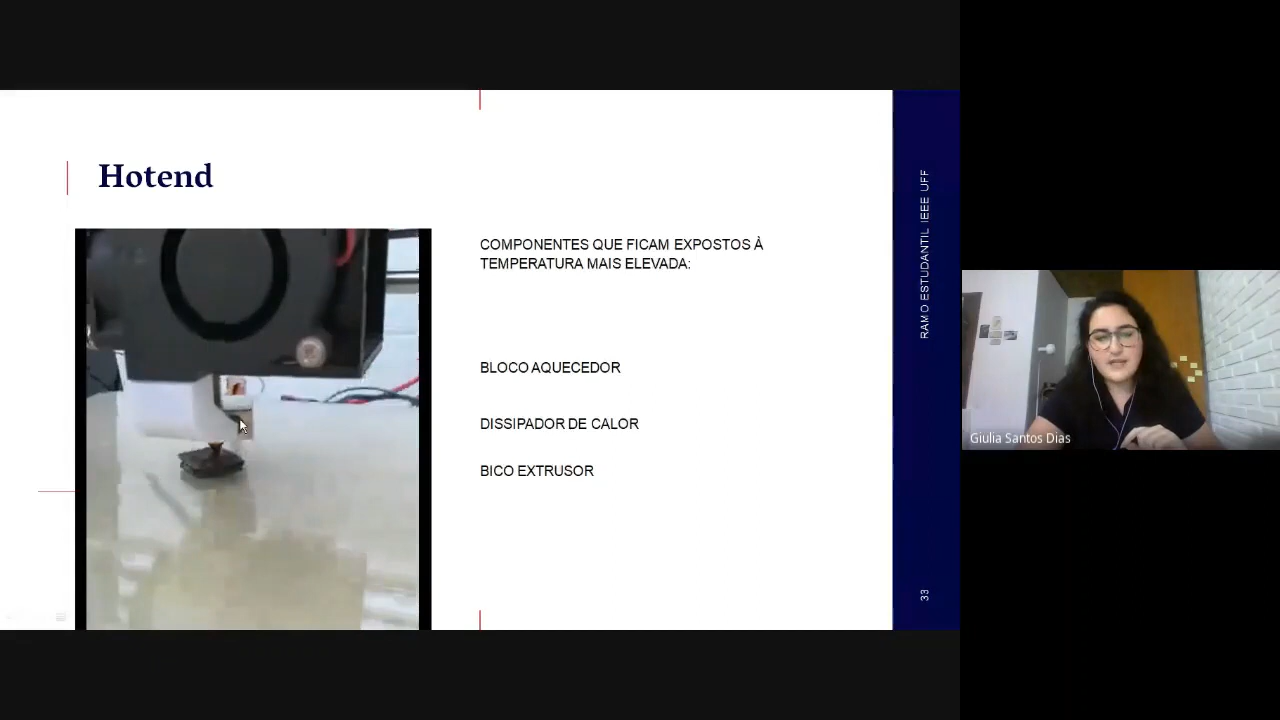 Hotend
COMPONENTES QUE FICAM EXPOSTOS À
TEMPERATURA MAIS ELEVADA:
BLOCO AQUECEDOR
DISSIPADOR DE CALOR
BICO EXTRUSOR
RAMO ESTUDANTIL IEEE UFF
33
Giulia Santos Dias